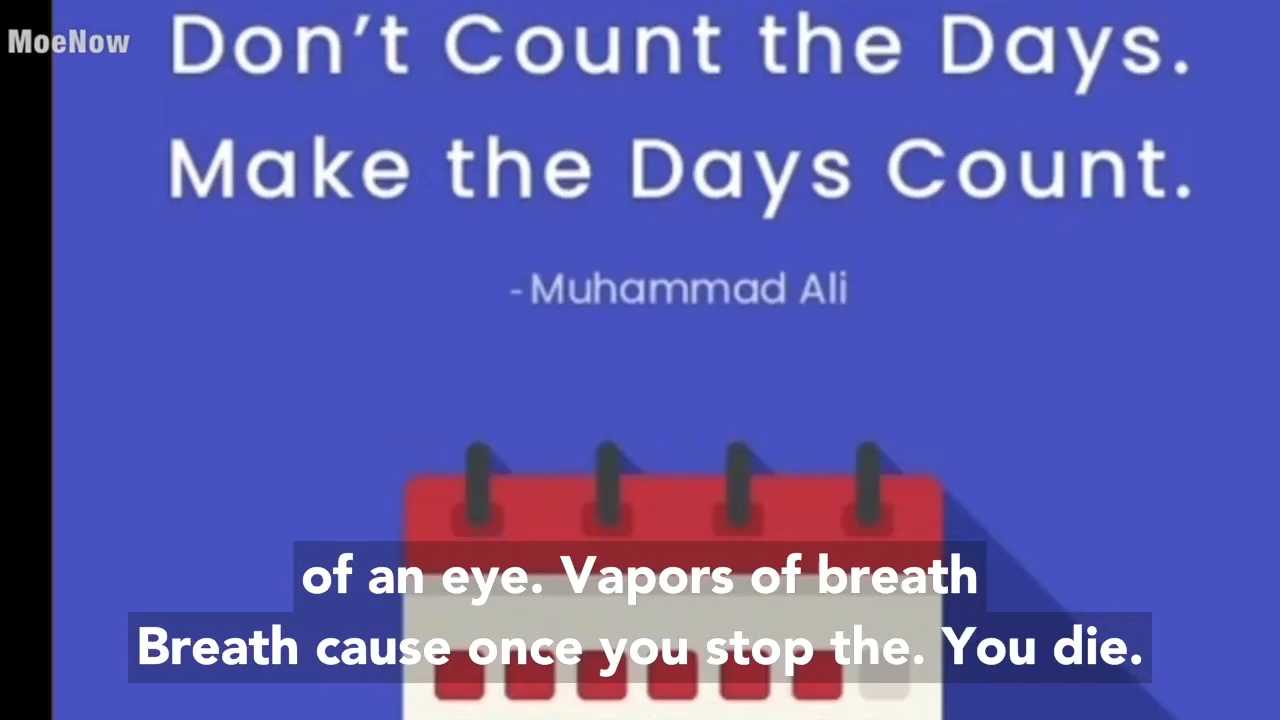 MoeNow
Don’t Count the Days.
Make the Days Count.
-Muhammad Ali
of an eye. Vapors of breath
Breath cause once you stop the. You die.